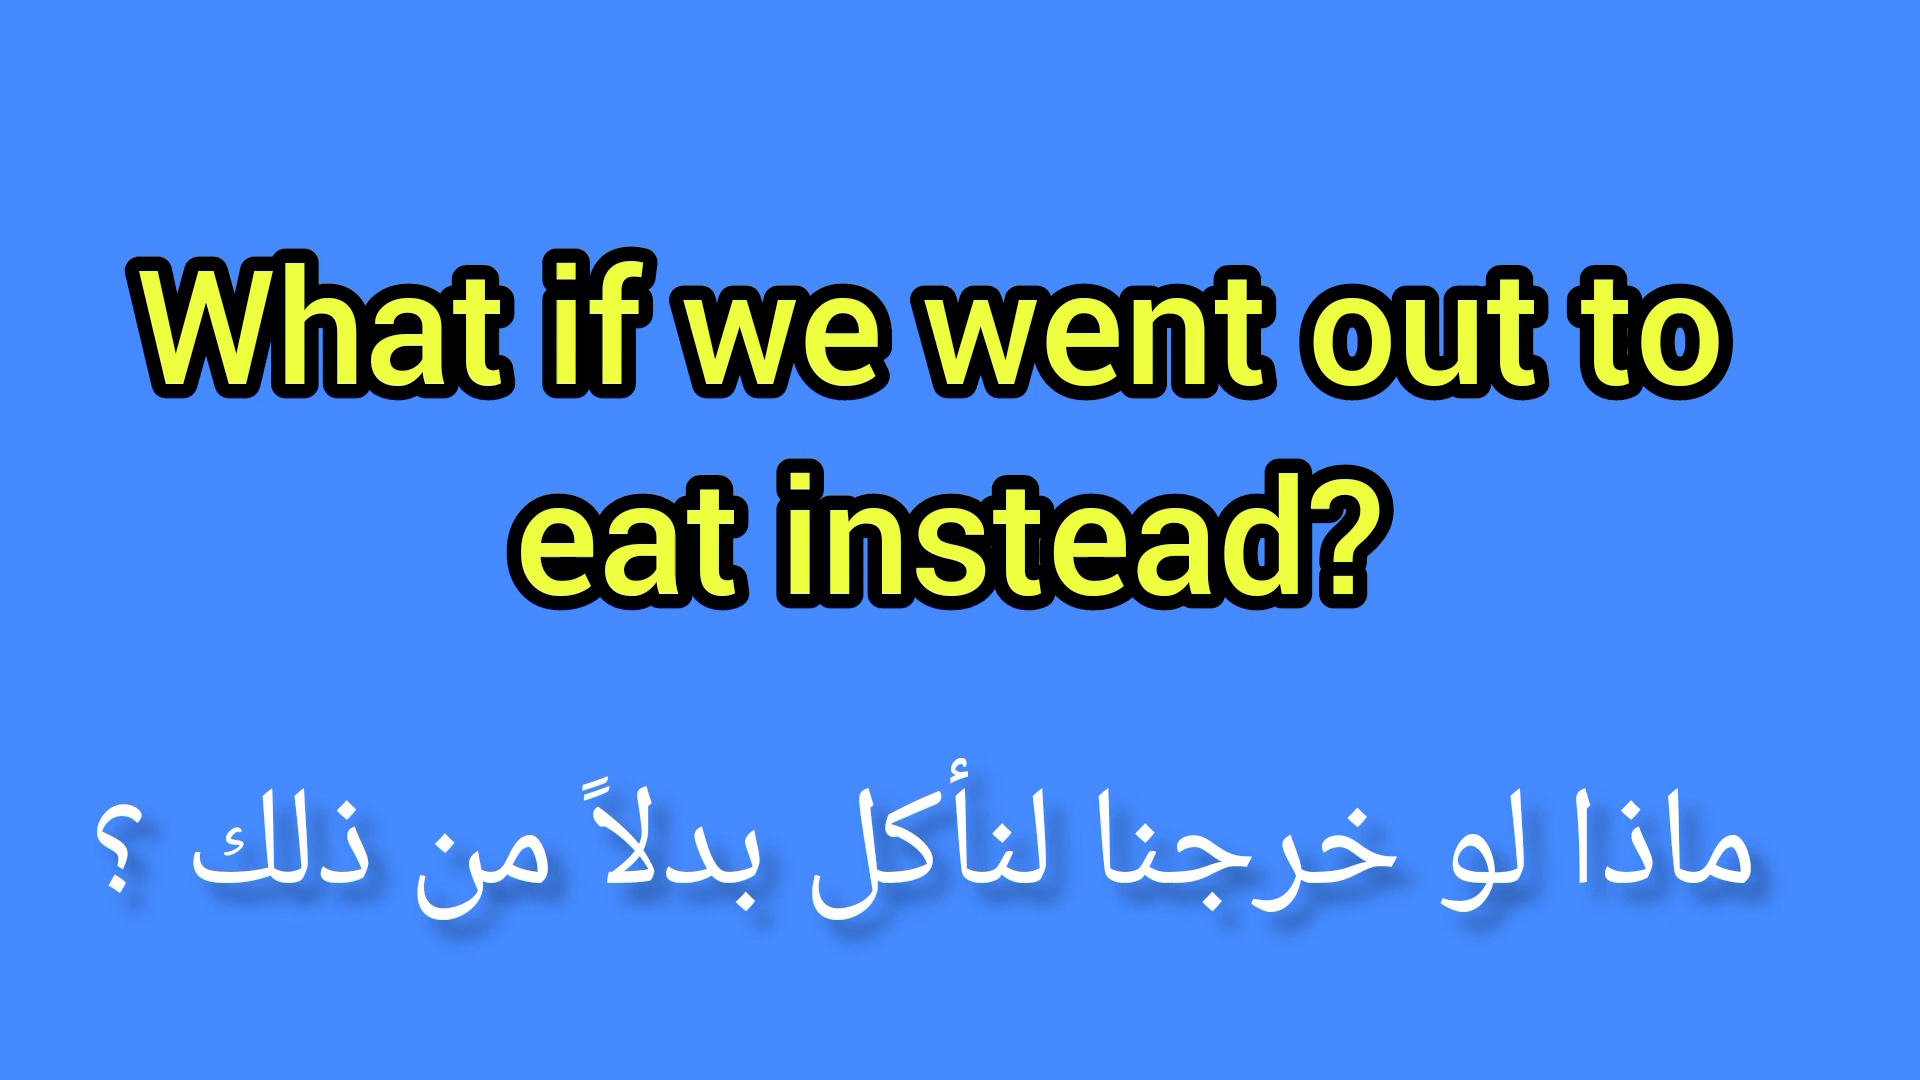 What if we went out to
eat instead?
ماذا لو خرجنا لنأكل بدلاً من ذلك ؟